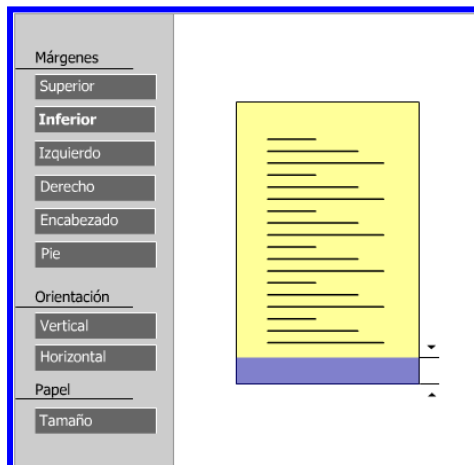 Márgenes
Superior
Inferior
Izquierdo
Derecho
Encabezado
Pie
Orientación
Vertical
Horizontal
Papel
Tamaño